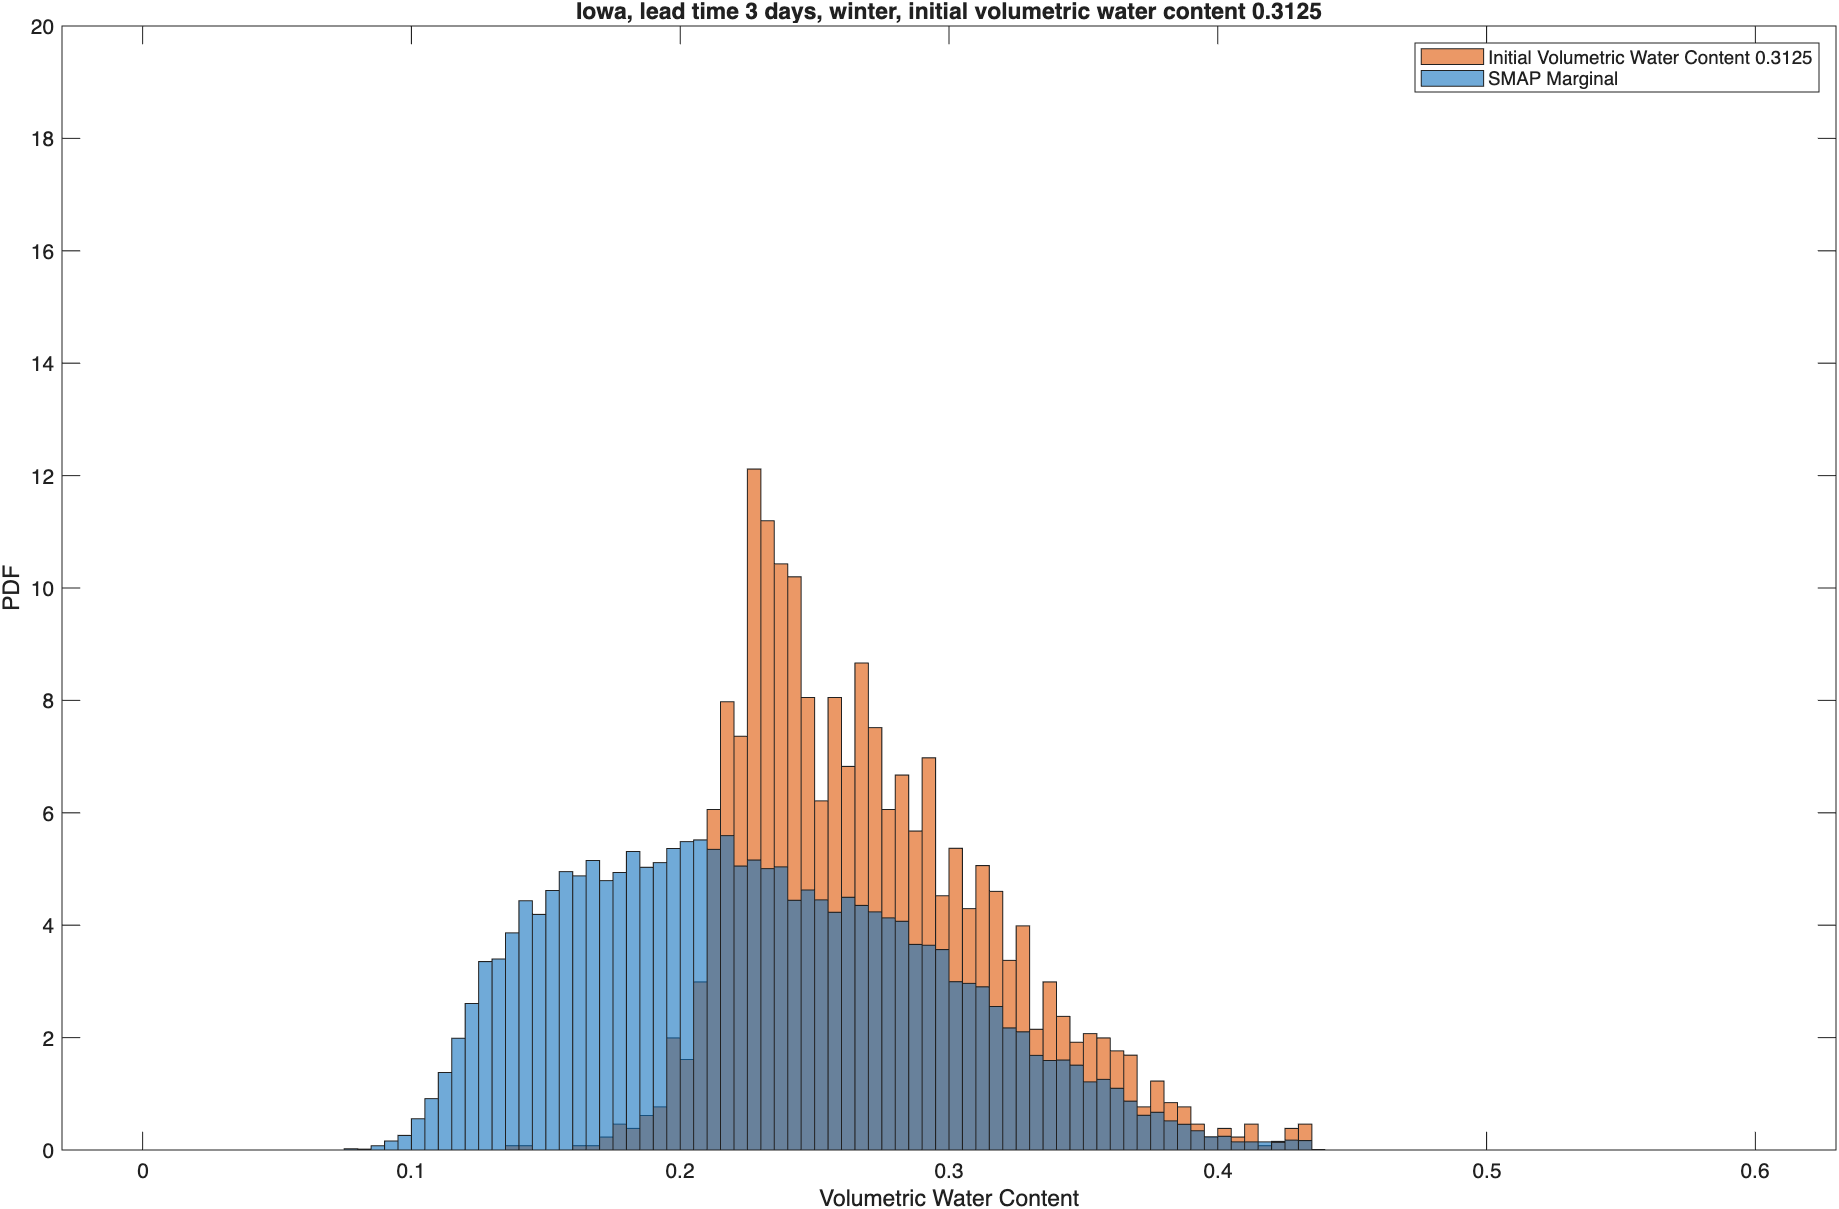 Iowa, lead time 3 days, winter, initial volumetric water content 0.3125
Initial Volumetric Water Content 0.3125
SMAP Marginal
20
18
16
14
12
10
8
6
4
2
0
PDF
0 0.1 0.2 0.3 0.4 0.5 0.6
Volumetric Water Content